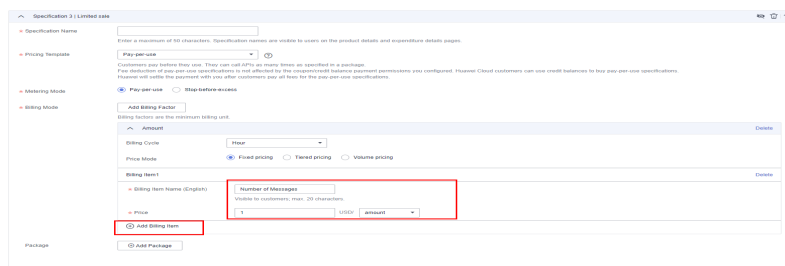 Specification 3 | Limited sale
* Specification Name
Enter a maximum of 50 characters. Specification names are visible to users on the product details and expenditure details pages.
* Pricing Template Pay-per-use
Customers pay before they use. They can call APIs as many times as specified in a package.
Fee deduction of pay-per-use specifications is not affected by the coupon/credit balance payment permissions you configured. Huawei Cloud customers can use credit balances to buy pay-per-use specifications.
Huawei will settle the payment with you after customers pay all fees for the pay-per-use specifications.
* Metering Mode Pay-per-use Stop-before-access
* Billing Mode Add Billing Factor
Billing factors are the minimum billing unit.
Amount Delete
Billing Cycle Hour
Price Mode Fixed pricing Tiered pricing Volume pricing
Billing Item1 Delete
* Billing Item Name (English) Number of Messages
Visible to customers; max. 20 characters.
* Price 1 USD/ amount
Add Billing Item
Package Add Package